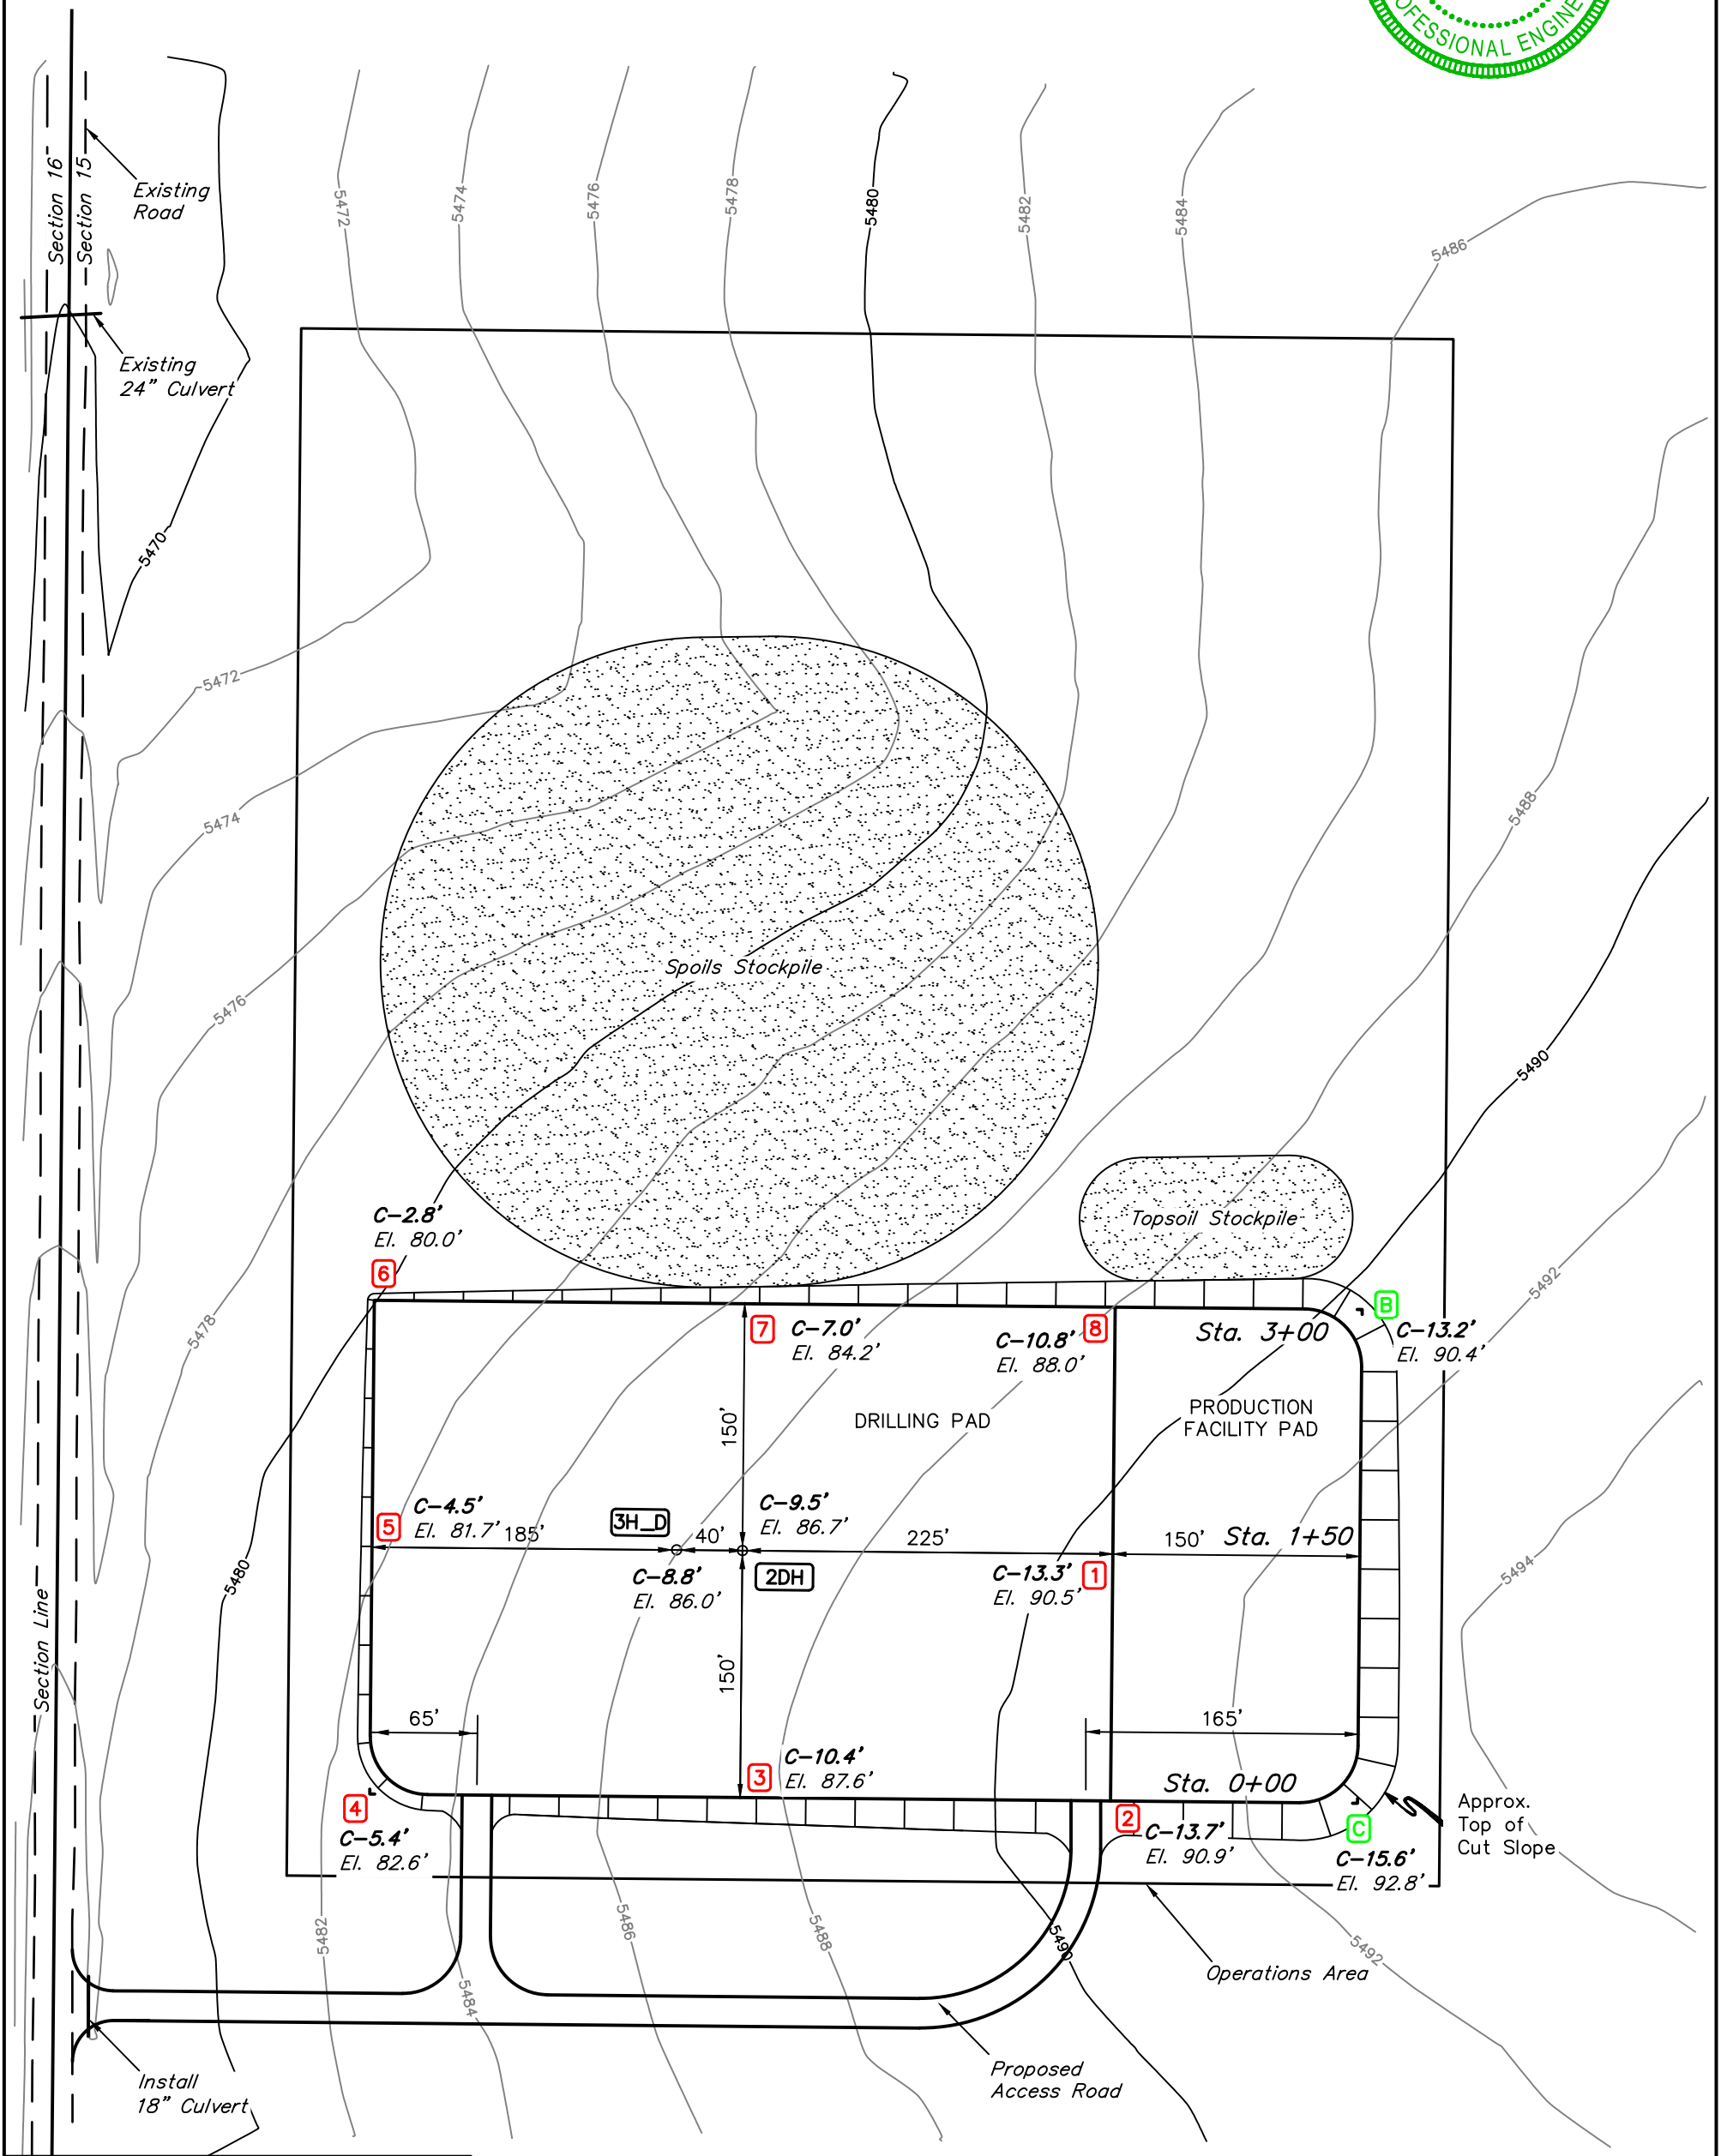 OFESSIONAL ENGINE
Section 16
Section 15
Existing
Road
5472
5474
5476
5478
5480
5482
5484
5486
Existing
24" Culvert
5470
5472
5474
5488
Spoils Stockpile
5476
5490
C-2.8'
El. 80.0'
Topsoil Stockpile
6
5492
B
5478
7
C-7.0'
El. 84.2'
C-10.8'
El. 88.0'
8
Sta. 3+00
C-13.2'
El. 90.4'
150'
DRILLING PAD
PRODUCTION
FACILITY PAD
C-4.5'
El. 81.7'
5
185'
3H_D
40'
C-9.5'
El. 86.7'
225'
150'
Sta. 1+50
5480
C-8.8'
El. 86.0'
2DH
C-13.3'
El. 90.5'
1
5494
Section Line
150'
65'
165'
3
C-10.4'
El. 87.6'
Sta. 0+00
4
C-5.4'
El. 82.6'
2
C-13.7'
El. 90.9'
C
C-15.6'
El. 92.8'
Approx.
Top of
Cut Slope
5482
5484
5486
5488
5490
5492
Operations Area
Proposed
Access Road
Install
18" Culvert